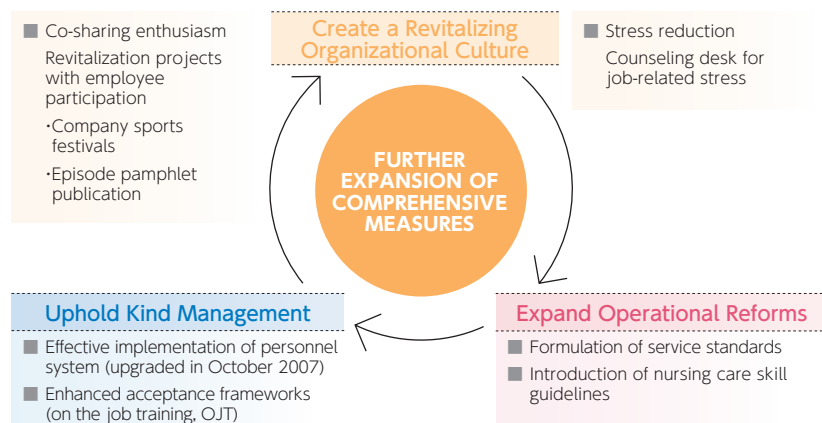 ■ Co-sharing enthusiasm
Revitalization projects
with employee
participation
・Company sports
festivals
・Episode pamphlet
publication
Create a Revitalizing
Organizational Culture
■ Stress reduction
Counseling desk for
job-related stress
FURTHER
EXPANSION OF
COMPREHENSIVE
MEASURES
Uphold Kind Management
■ Effective implementation of personnel
system (upgraded in October 2007)
■ Enhanced acceptance frameworks
(on the job training, OJT)
Expand Operational Reforms
■ Formulation of service standards
■ Introduction of nursing care skill
guidelines